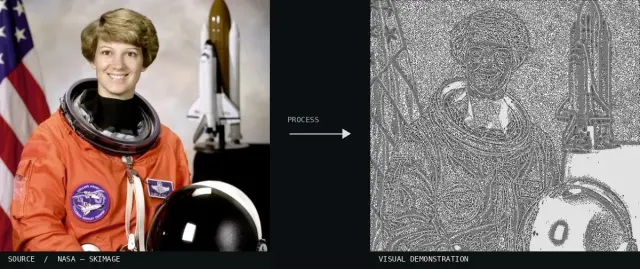 PROCESS
SOURCE / NASA — SKIMAGE
VISUAL DEMONSTRATION